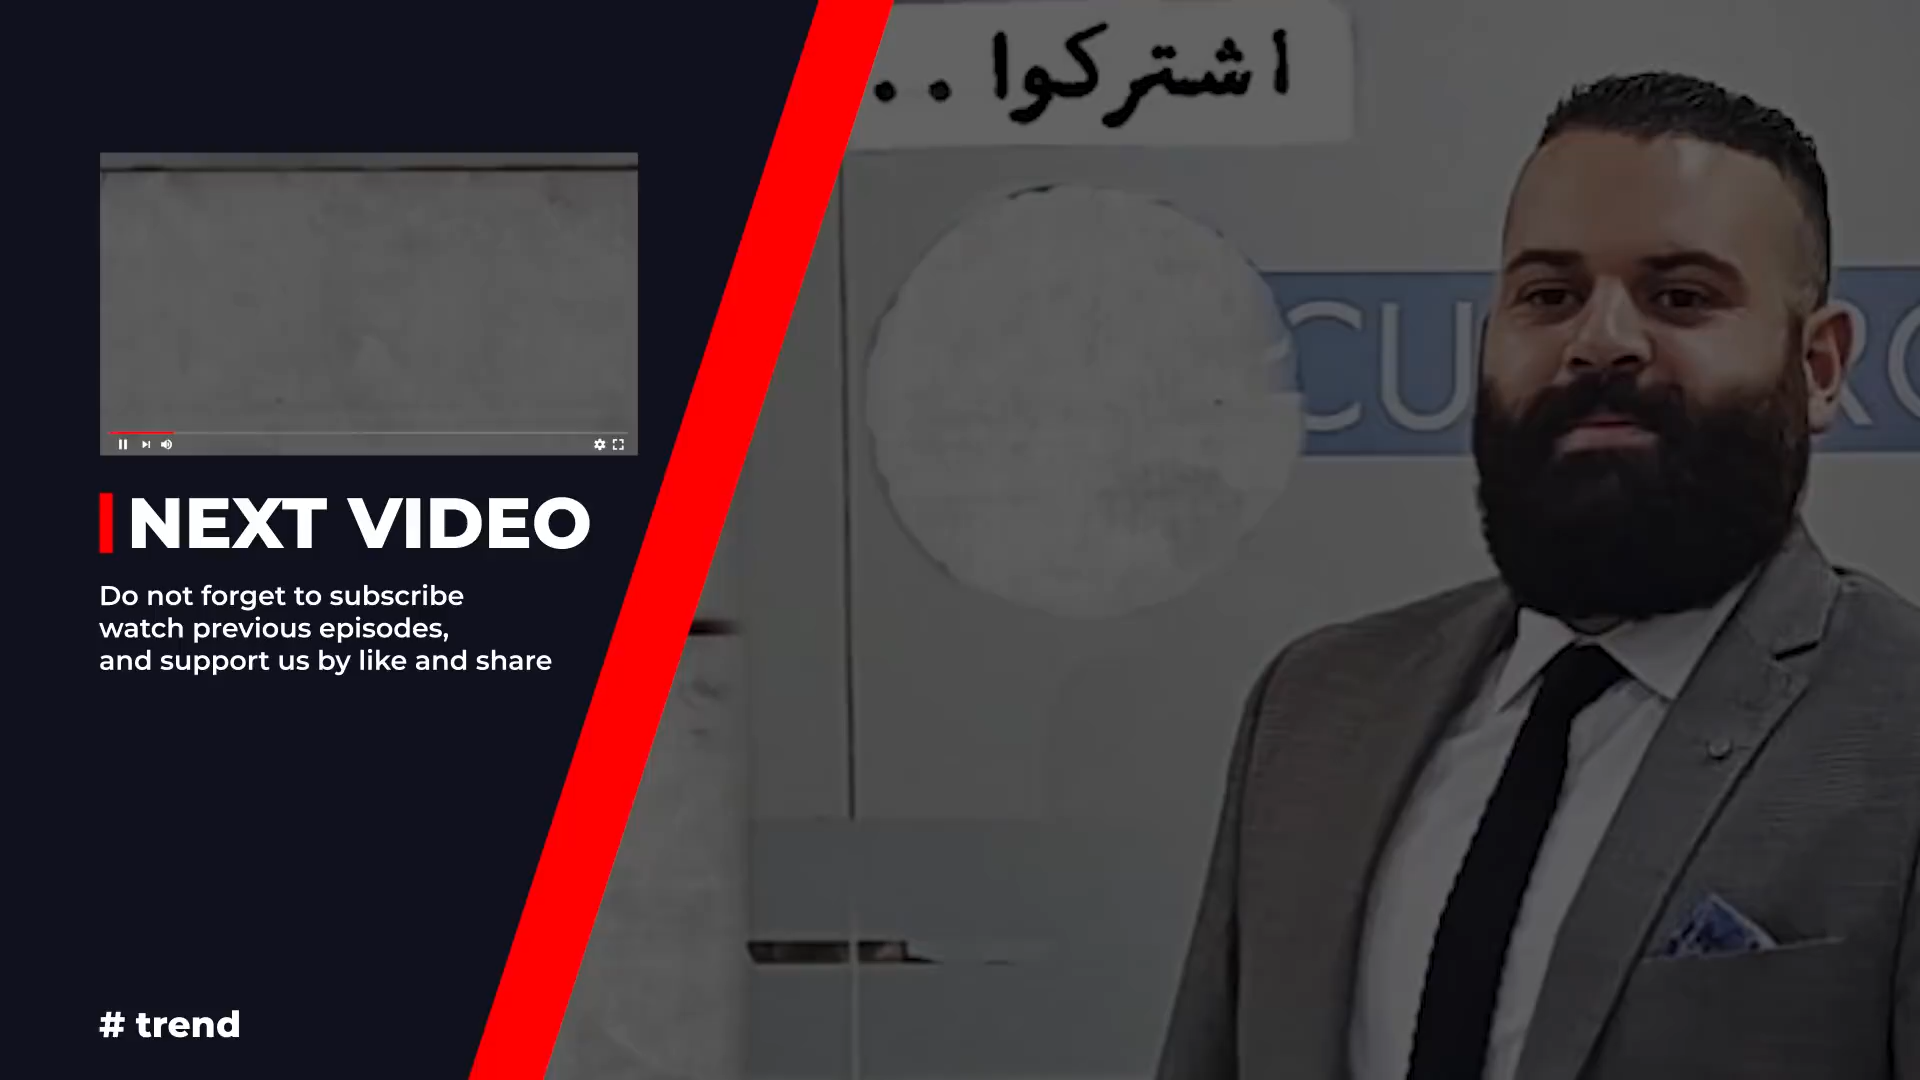 اشتركوا ..
CU
R
NEXT VIDEO
Do not forget to subscribe
watch previous episodes,
and support us by like and share
# trend